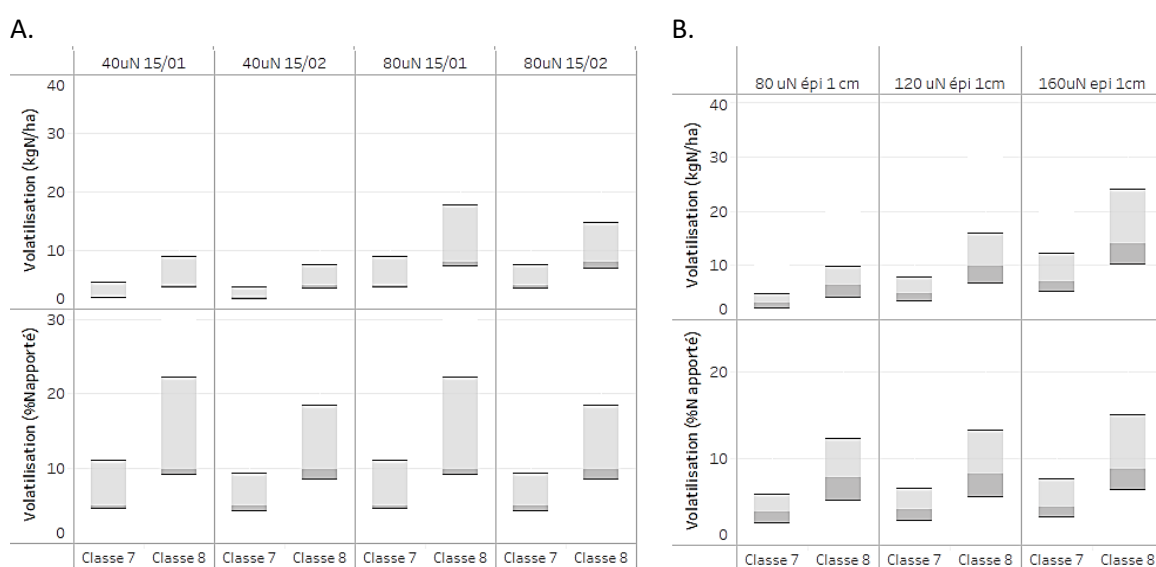 A.
40uN 15/01 40uN 15/02 80uN 15/01 80uN 15/02
Volatilisation (kgN/ha)
40
30
20
10
0
Volatilisation (%Napporté)
30
20
10
0
Classe 7 Classe 8 Classe 7 Classe 8 Classe 7 Classe 8 Classe 7 Classe 8
B.
80 uN épi 1 cm 120 uN épi 1cm 160uN epi 1cm
Volatilisation (kgN/ha)
40
30
20
10
0
Volatilisation (%N apporté)
20
10
0
Classe 7 Classe 8 Classe 7 Classe 8 Classe 7 Classe 8